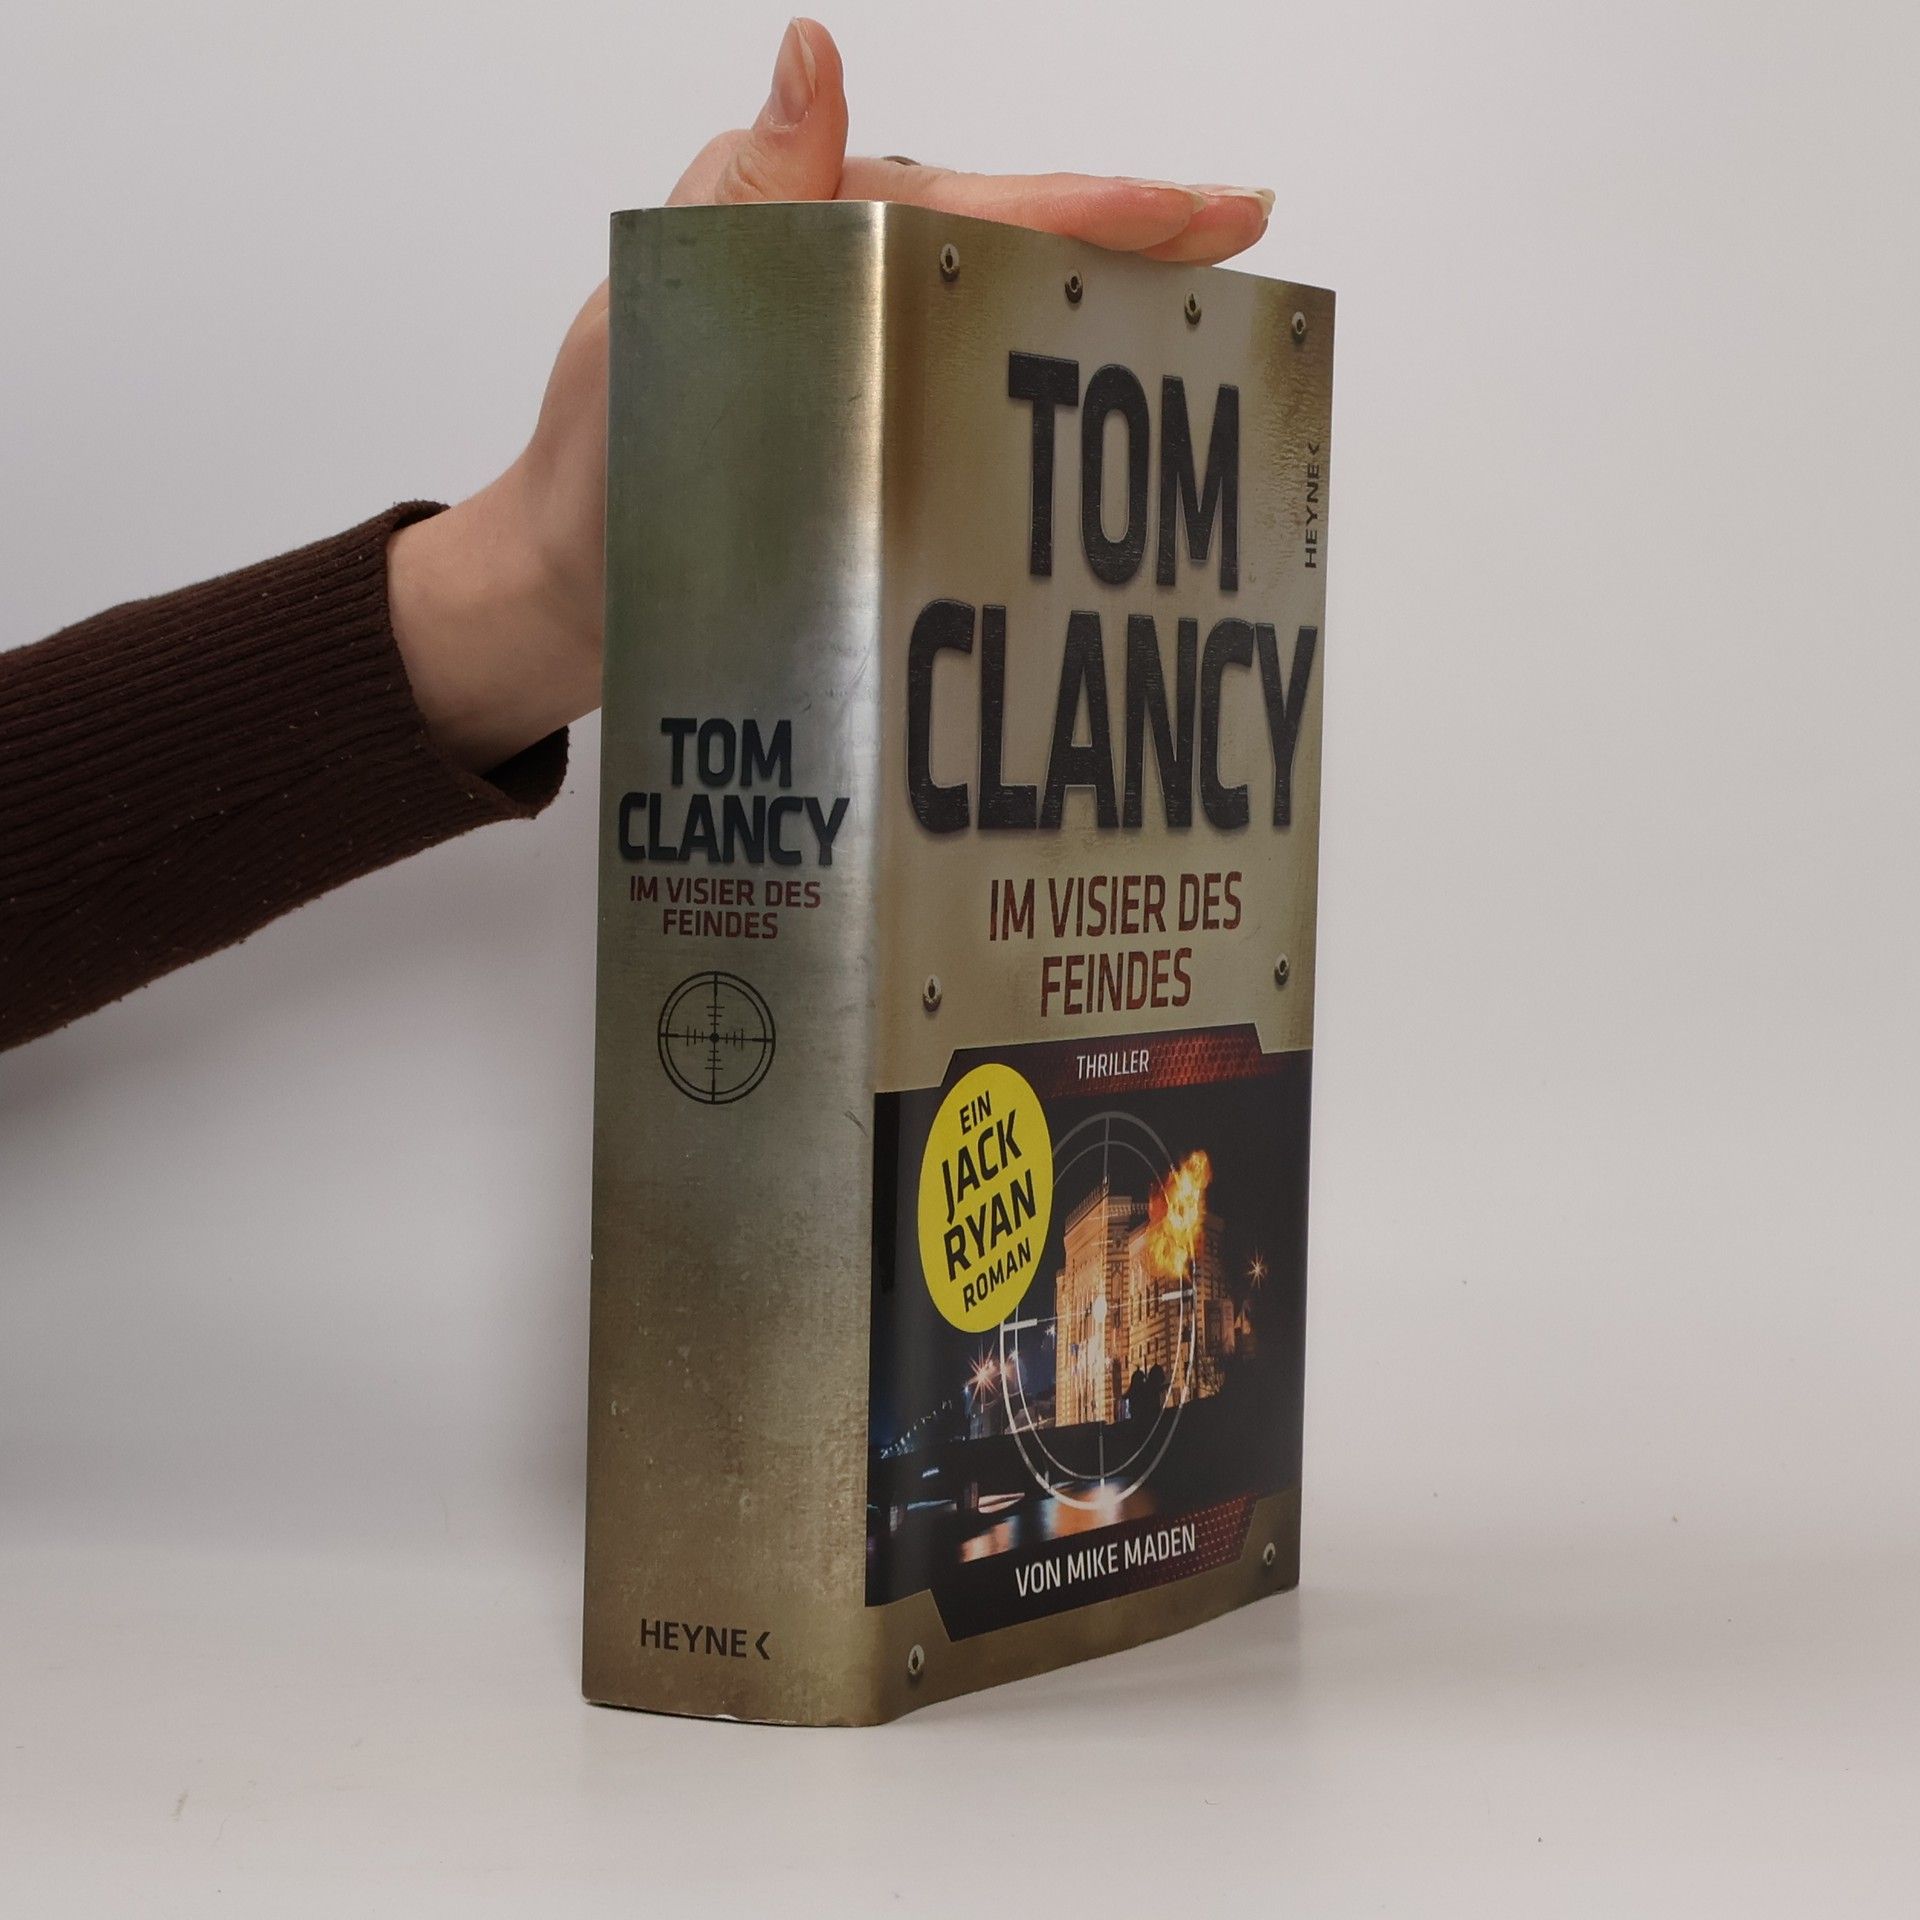 TOM
CLANCY
IM VISIER DES
FEINDES
HEYNE
TOM
CLANCY
HEYNE
IM VISIER DES
FEINDES
THRILLER
EIN
JACK
RYAN
ROMAN
VON MIKE MADEN